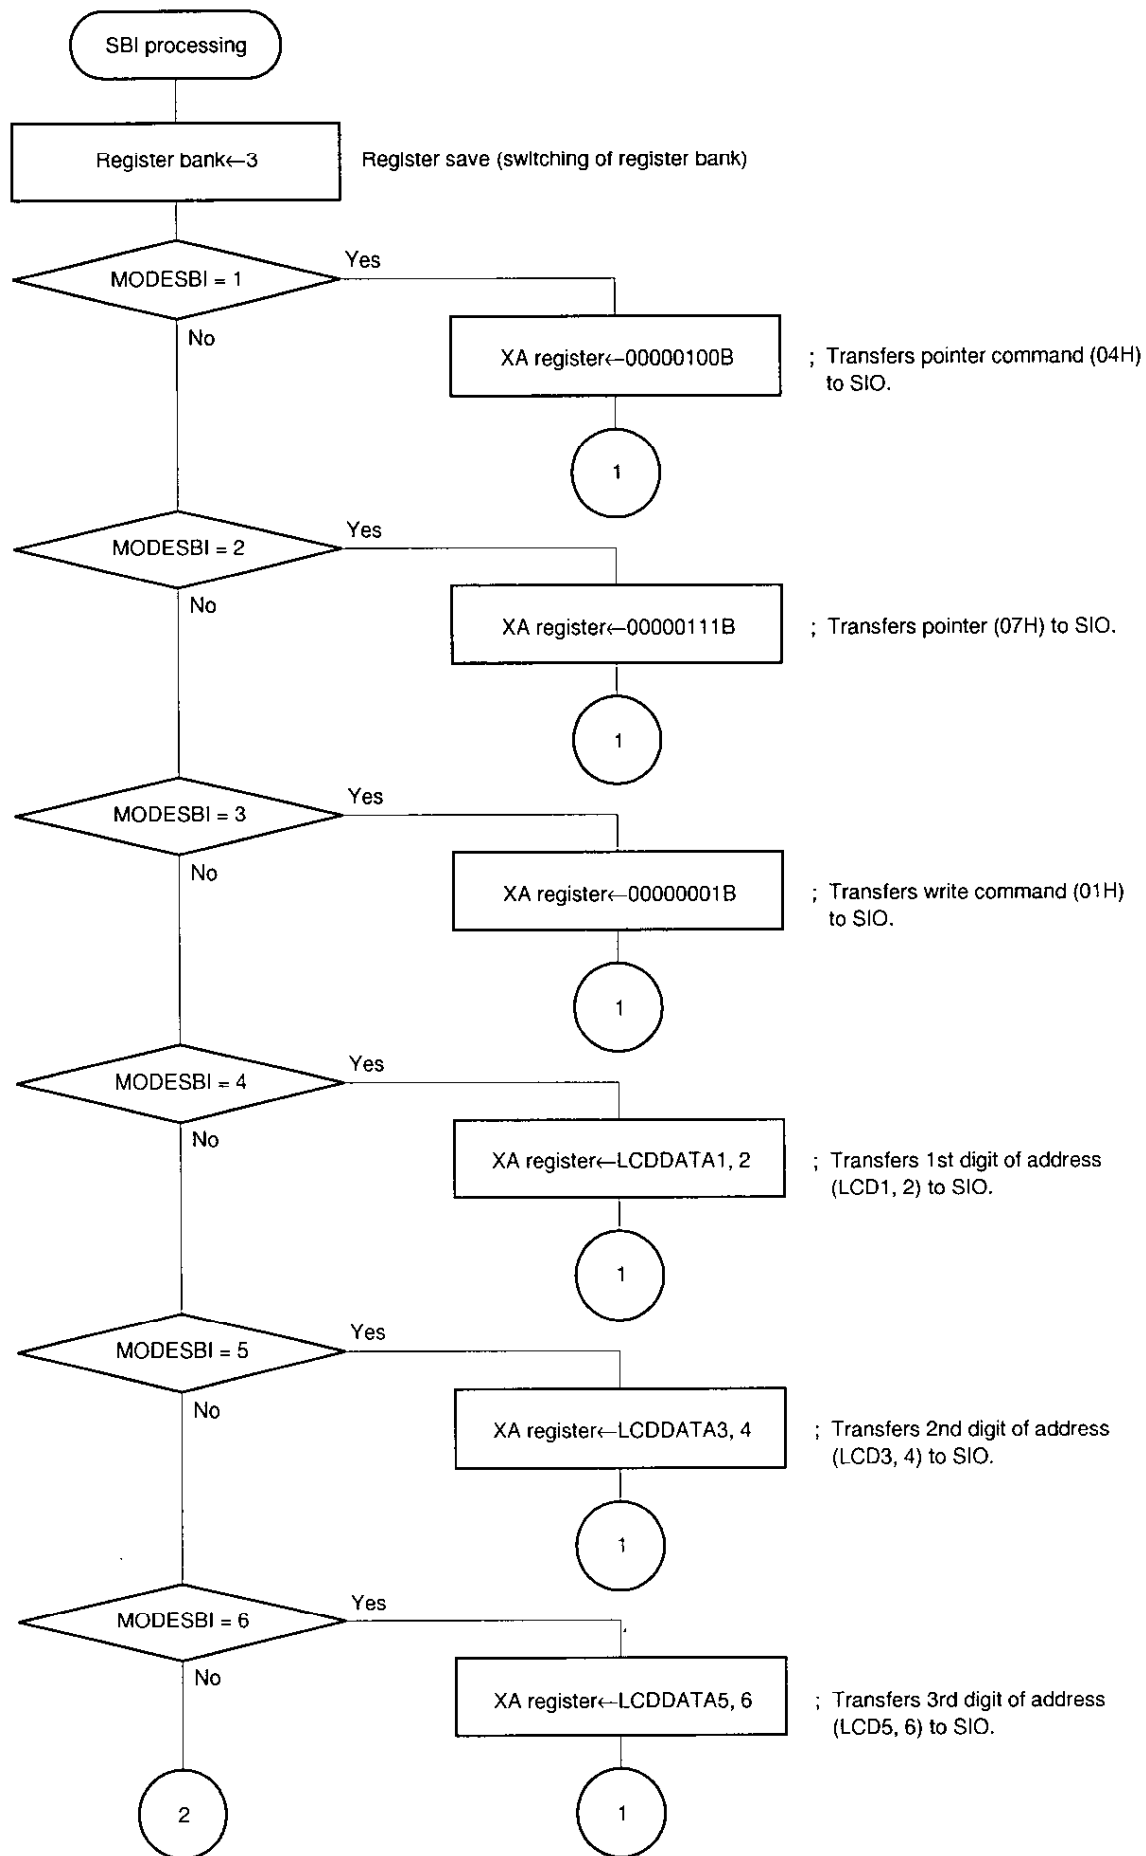 SBI processing
Register bank←3
Register save (switching of register bank)
MODESBI = 1
Yes
No
XA register←00000100B
; Transfers pointer command (04H)
to SIO.
1
MODESBI = 2
Yes
No
XA register←00000111B
; Transfers pointer (07H) to SIO.
1
MODESBI = 3
Yes
No
XA register←00000001B
; Transfers write command (01H)
to SIO.
1
MODESBI = 4
Yes
No
XA register←LCDDATA1, 2
; Transfers 1st digit of address
(LCD1, 2) to SIO.
1
MODESBI = 5
Yes
No
XA register←LCDDATA3, 4
; Transfers 2nd digit of address
(LCD3, 4) to SIO.
1
MODESBI = 6
Yes
No
XA register←LCDDATA5, 6
; Transfers 3rd digit of address
(LCD5, 6) to SIO.
2
1